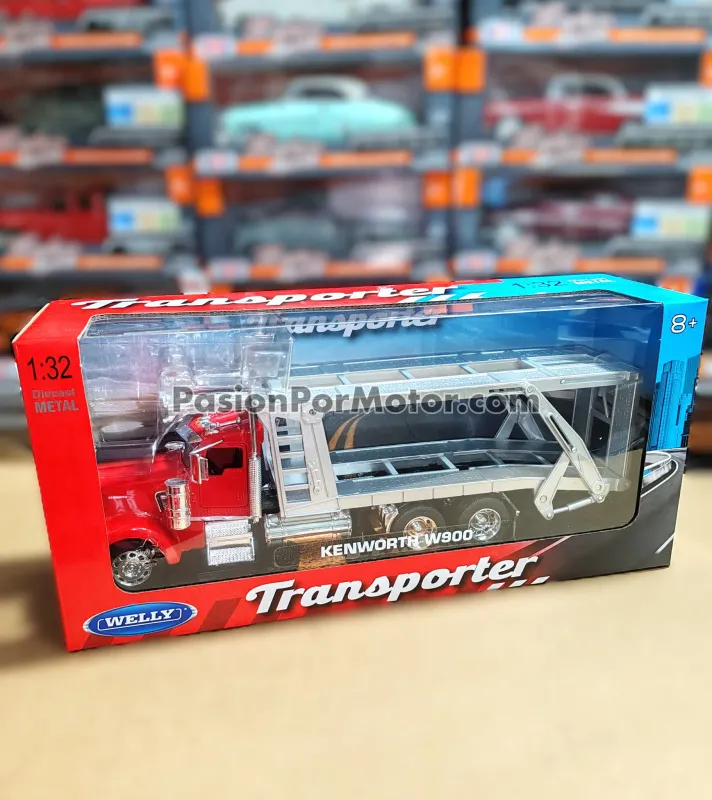 Transporter
1:32
Transporter
8+
1:32
Diecast
METAL
PasionPorMotor.com
KENWORTH W900
Transporter
WELLY